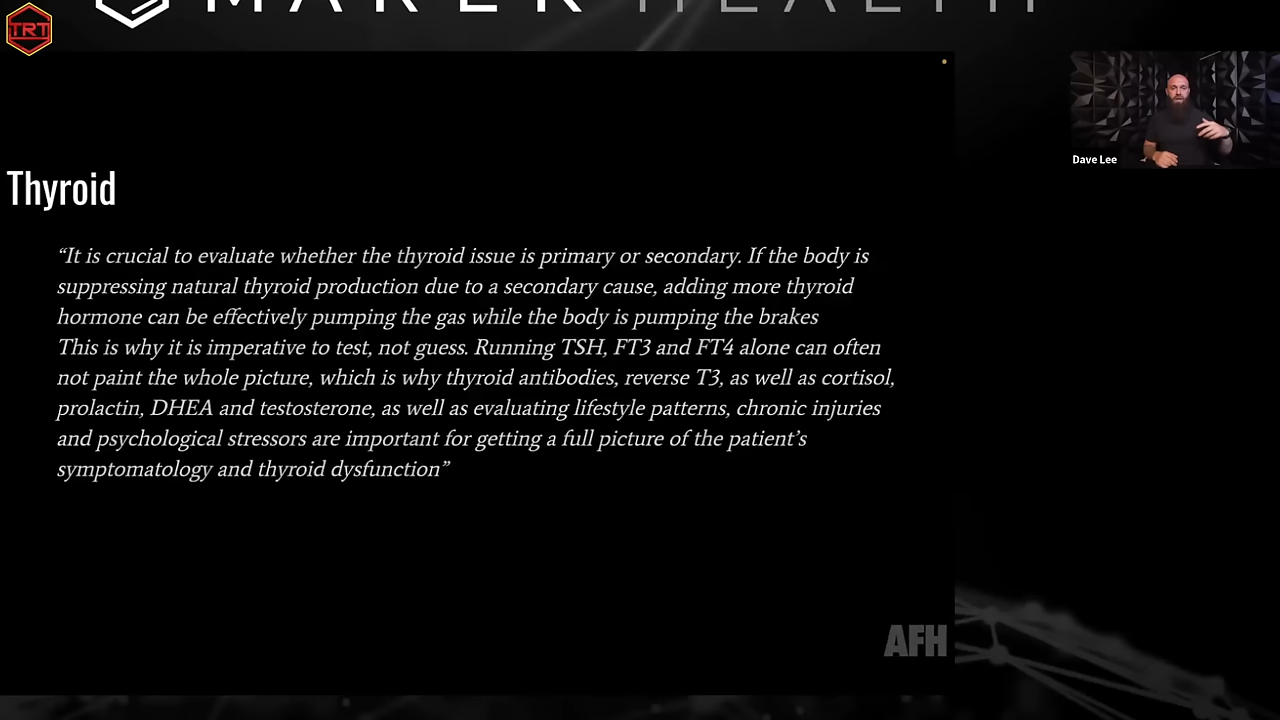 TRT
Thyroid
Dave Lee
“It is crucial to evaluate whether the thyroid issue is primary or secondary. If the body is
suppressing natural thyroid production due to a secondary cause, adding more thyroid
hormone can be effectively pumping the gas while the body is pumping the brakes
This is why it is imperative to test, not guess. Running TSH, FT3 and FT4 alone can often
not paint the whole picture, which is why thyroid antibodies, reverse T3, as well as cortisol,
prolactin, DHEA and testosterone, as well as evaluating lifestyle patterns, chronic injuries
and psychological stressors are important for getting a full picture of the patient’s
symptomatology and thyroid dysfunction”
AFH